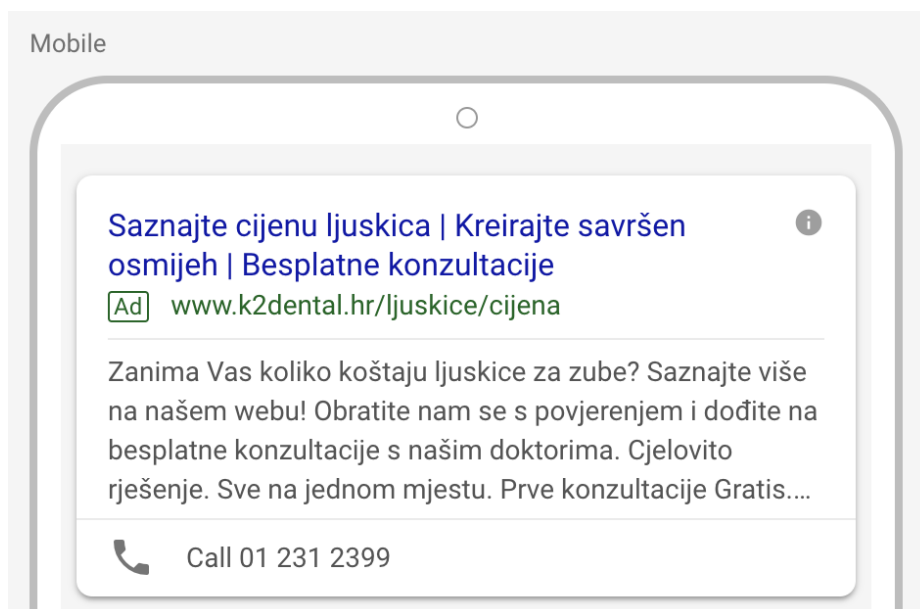 Mobile
Saznajte cijenu ljuskica | Kreirajte savršen
osmijeh | Besplatne konzultacije
Ad www.k2dental.hr/ljuskice/cijena
Zanima Vas koliko koštaju ljuskice za zube? Saznajte više
na našem webu! Obratite nam se s povjerenjem i dođite na
besplatne konzultacije s našim doktorima. Cjelovito
rješenje. Sve na jednom mjestu. Prve konzultacije Gratis....
Call 01 231 2399